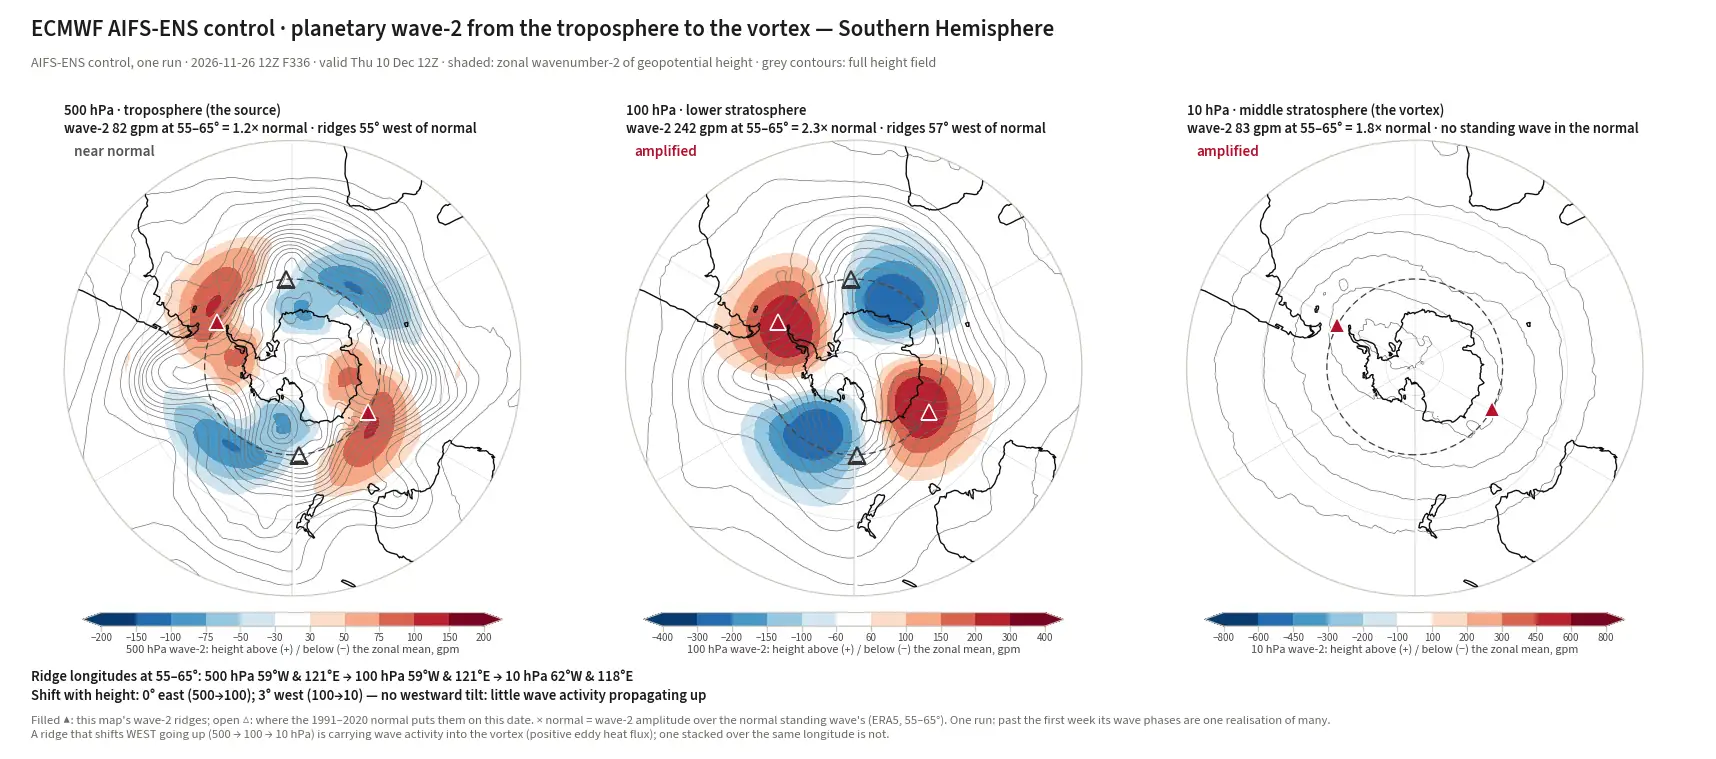 ECMWF AIFS-ENS control · planetary wave-2 from the troposphere to the vortex — Southern Hemisphere
AIFS-ENS control, one run · 2026-11-26 12Z F336 · valid Thu 10 Dec 12Z · shaded: zonal wavenumber-2 of geopotential height · grey contours: full height field
500 hPa · troposphere (the source)
wave-2 82 gpm at 55–65° = 1.2× normal · ridges 55° west of normal
near normal
100 hPa · lower stratosphere
wave-2 242 gpm at 55–65° = 2.3× normal · ridges 57° west of normal
amplified
10 hPa · middle stratosphere (the vortex)
wave-2 83 gpm at 55–65° = 1.8× normal · no standing wave in the normal
amplified
−200 −150 −100 −75 −50 −30 30 50 75 100 150 200
500 hPa wave-2: height above (+) / below (−) the zonal mean, gpm
−400 −300 −200 −150 −100 −60 60 100 150 200 300 400
100 hPa wave-2: height above (+) / below (−) the zonal mean, gpm
−800 −600 −450 −300 −200 −100 100 200 300 450 600 800
10 hPa wave-2: height above (+) / below (−) the zonal mean, gpm
Ridge longitudes at 55–65°: 500 hPa 59°W & 121°E → 100 hPa 59°W & 121°E → 10 hPa 62°W & 118°E
Shift with height: 0° east (500→100); 3° west (100→10) — no westward tilt: little wave activity propagating up
Filled ▲: this map's wave-2 ridges; open △: where the 1991–2020 normal puts them on this date. × normal = wave-2 amplitude over the normal standing wave's (ERA5, 55–65°). One run: past the first week its wave phases are one realisation of many.
A ridge that shifts WEST going up (500 → 100 → 10 hPa) is carrying wave activity into the vortex (positive eddy heat flux); one stacked over the same longitude is not.